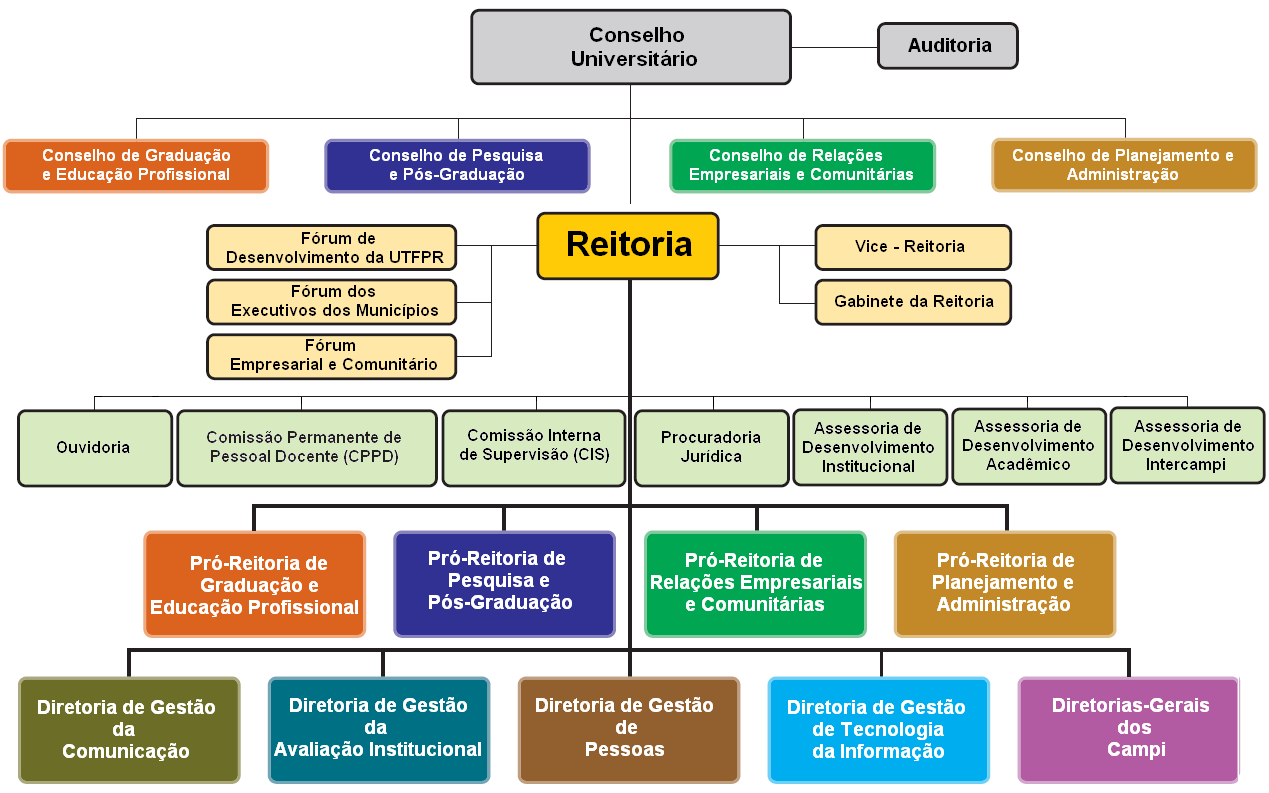 Conselho
Universitário
Auditoria
Conselho de Graduação
e Educação Profissional
Conselho de Pesquisa
e Pós-Graduação
Conselho de Relações
Empresariais e Comunitárias
Conselho de Planejamento e
Administração
Reitoria
Fórum de
Desenvolvimento da UTFPR
Fórum dos
Executivos dos Municípios
Fórum
Empresarial e Comunitário
Vice - Reitoria
Gabinete da Reitoria
Ouvidoria
Comissão Permanente de
Pessoal Docente (CPPD)
Comissão Interna
de Supervisão (CIS)
Procuradoria
Jurídica
Assessoria de
Desenvolvimento
Institucional
Assessoria de
Desenvolvimento
Acadêmico
Assessoria de
Desenvolvimento
Intercampi
Pró-Reitoria de
Graduação e
Educação Profissional
Pró-Reitoria de
Pesquisa e
Pós-Graduação
Pró-Reitoria de
Relações Empresariais
e Comunitárias
Pró-Reitoria de
Planejamento e
Administração
Diretoria de Gestão
da
Comunicação
Diretoria de Gestão
da
Avaliação Institucional
Diretoria de Gestão
de
Pessoas
Diretoria de Gestão
de Tecnologia
da Informação
Diretorias-Gerais
dos
Campi